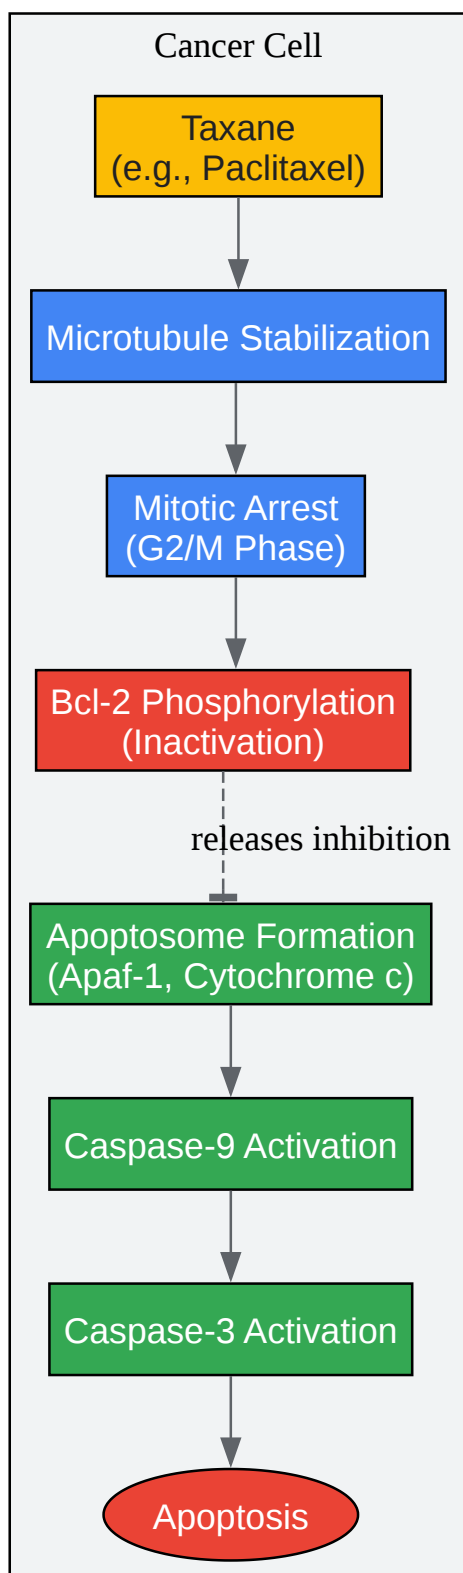 Cancer Cell
Taxane
(e.g., Paclitaxel)
Microtubule Stabilization
Mitotic Arrest
(G2/M Phase)
Bcl-2 Phosphorylation
(Inactivation)
releases inhibition
Apoptosome Formation
(Apaf-1, Cytochrome c)
Caspase-9 Activation
Caspase-3 Activation
Apoptosis